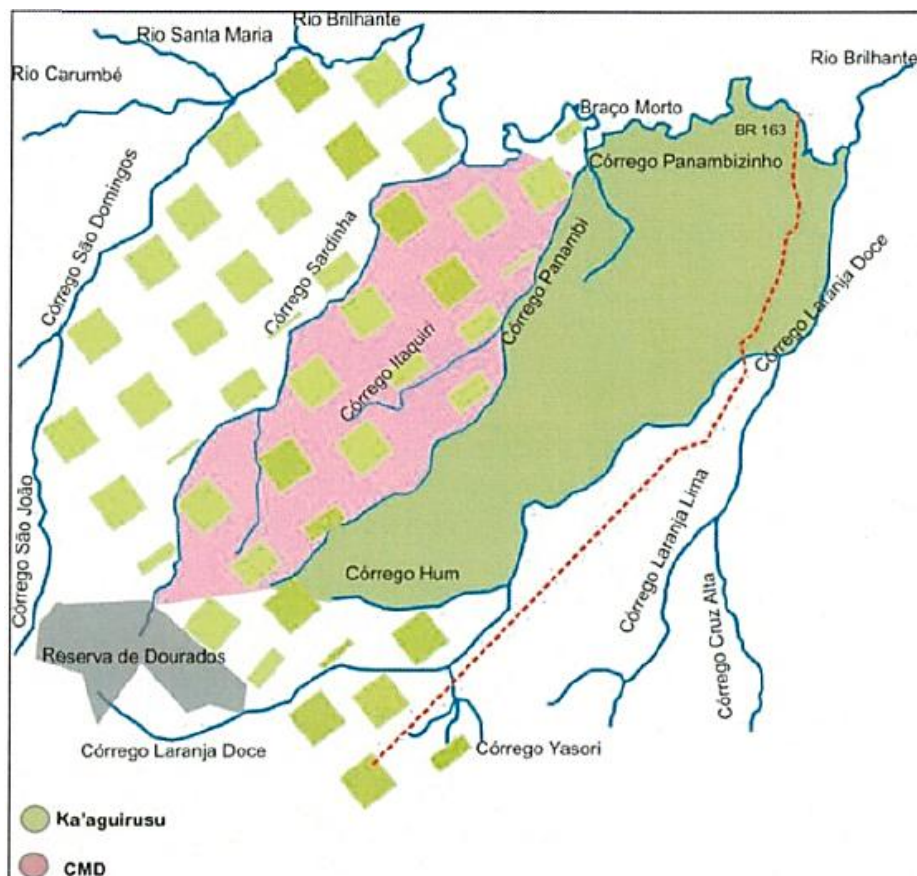 Rio Brilhante
Rio Santa Maria
Rio Carumbé
Rio Brilhante
Braço Morto
BR 163
Córrego Panambizinho
Córrego São Domingos
Córrego Sardinha
Córrego Panambi
Córrego Laranja Doce
Córrego Itaquiri
Córrego São João
Córrego Laranja Lima
Córrego Hum
Córrego Cruz Alta
Reserva de Dourados
Córrego Laranja Doce
Córrego Yasori
Ka'aguirusu
CMD